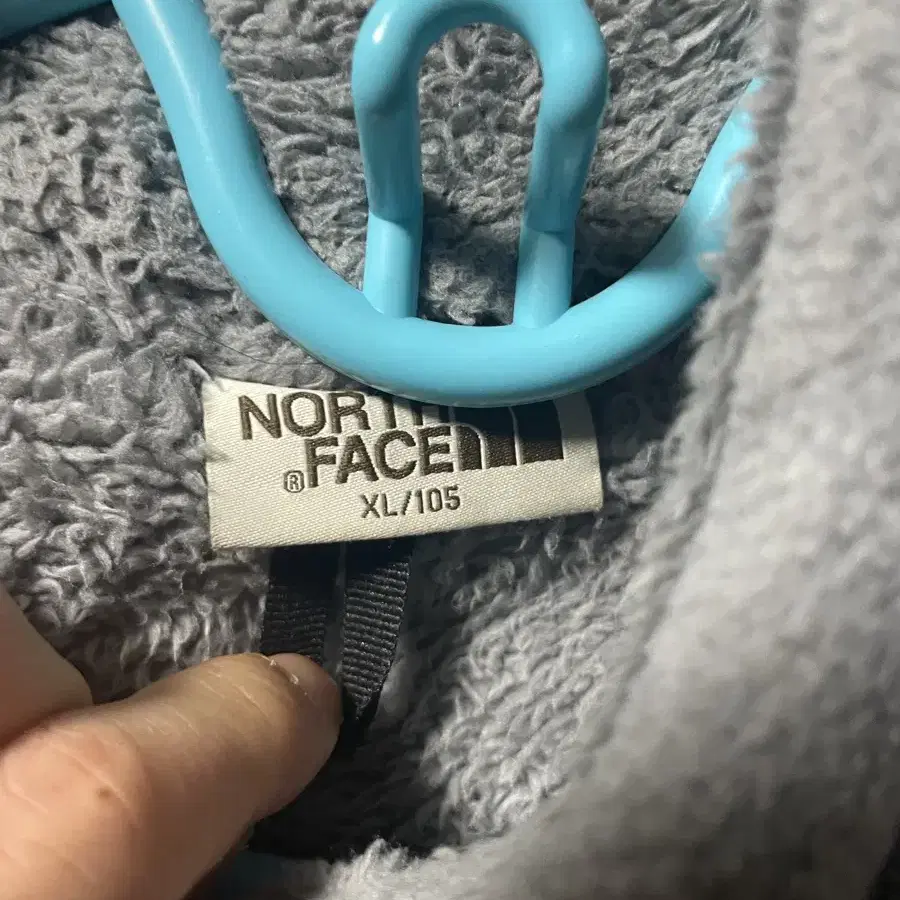 NORTH
FACE
®
XL/105